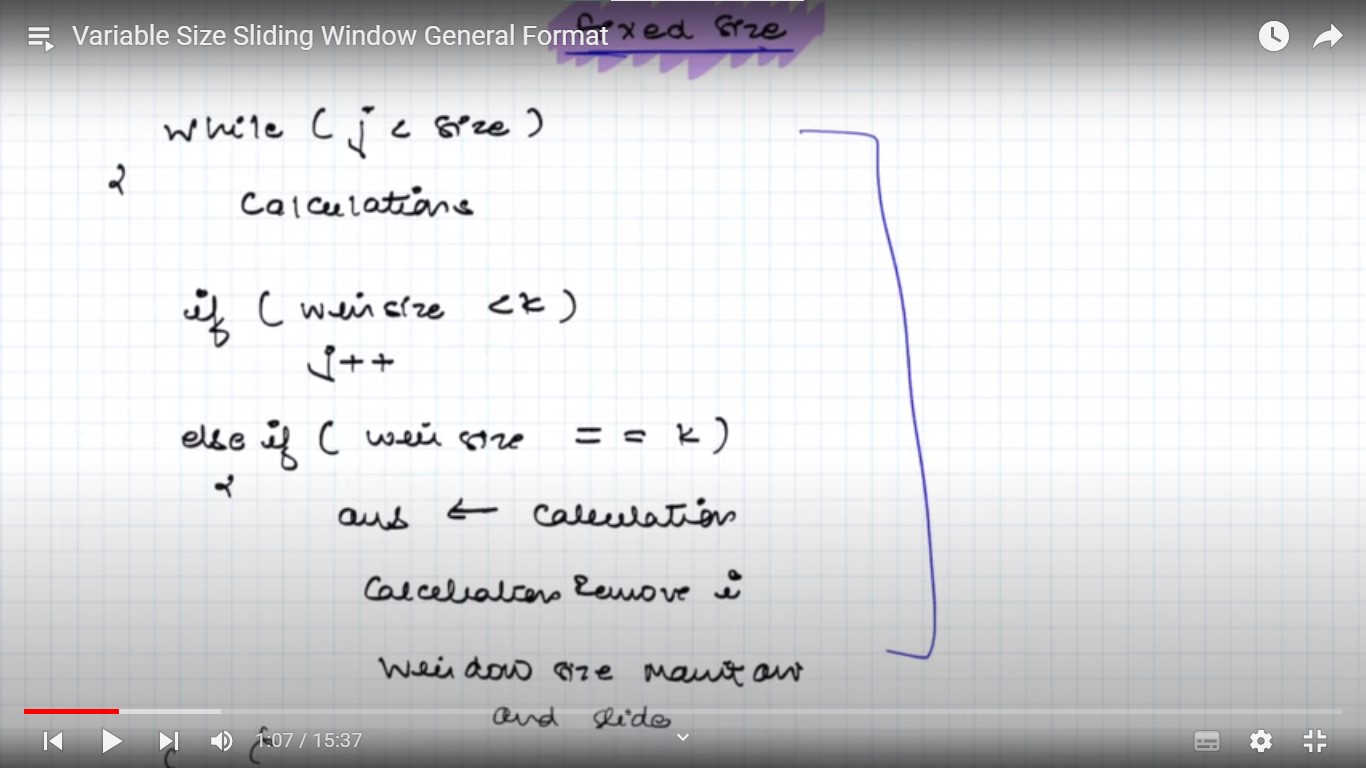 Variable Size Sliding Window General Format
fixed size
while ( j < size )
{
Calculations
if ( win size < k )
j++
else if ( win size == k )
{
ans ← calculation
Calculation Remove i
window size maintain
and slide
1:07 / 15:37